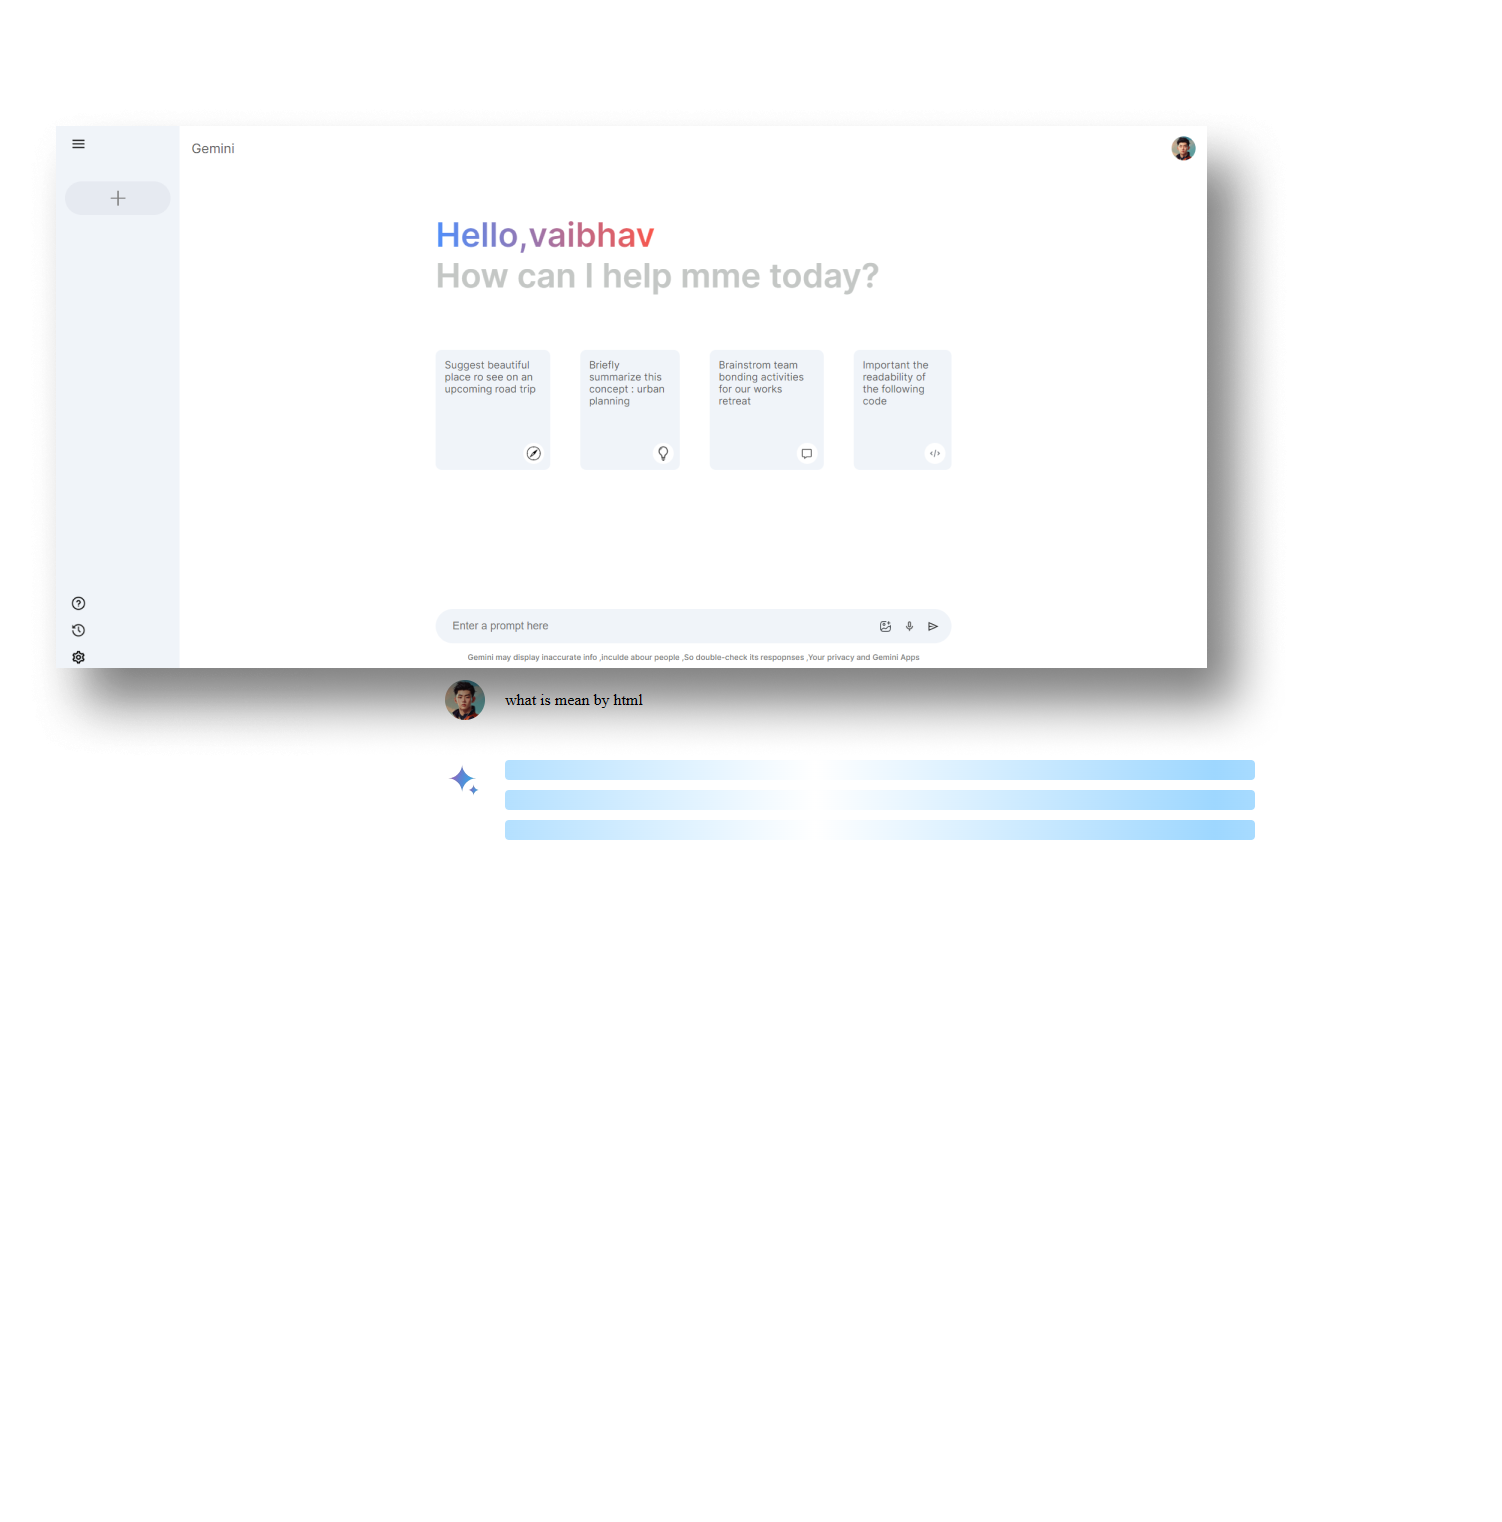 Gemini
Hello,vaibhav
How can I help mme today?
Suggest beautiful
place ro see on an
upcoming road trip
Briefly
summarize this
concept : urban
planning
Brainstrom team
bonding activities
for our works
retreat
Important the
readability of
the following
code
Enter a prompt here
Gemini may display inaccurate info ,inculde abour people ,So double-check its respopnses ,Your privacy and Gemini Apps
what is mean by html